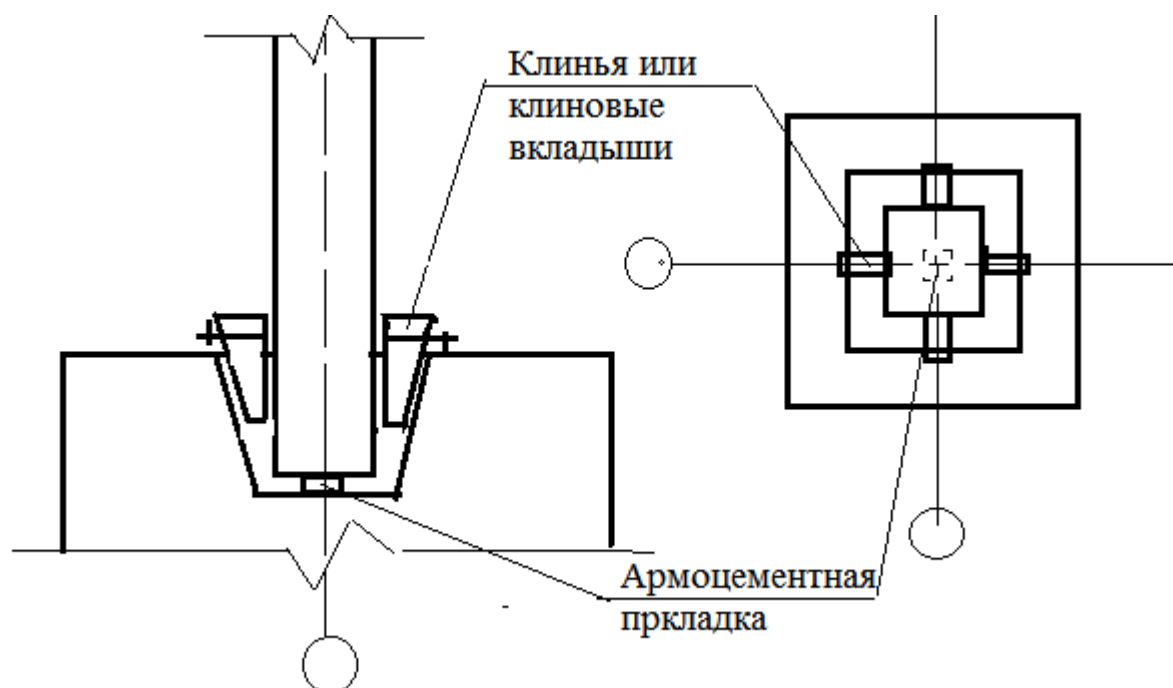 Клинья или
клиновые
вкладыши
Армоцементная
пркладка